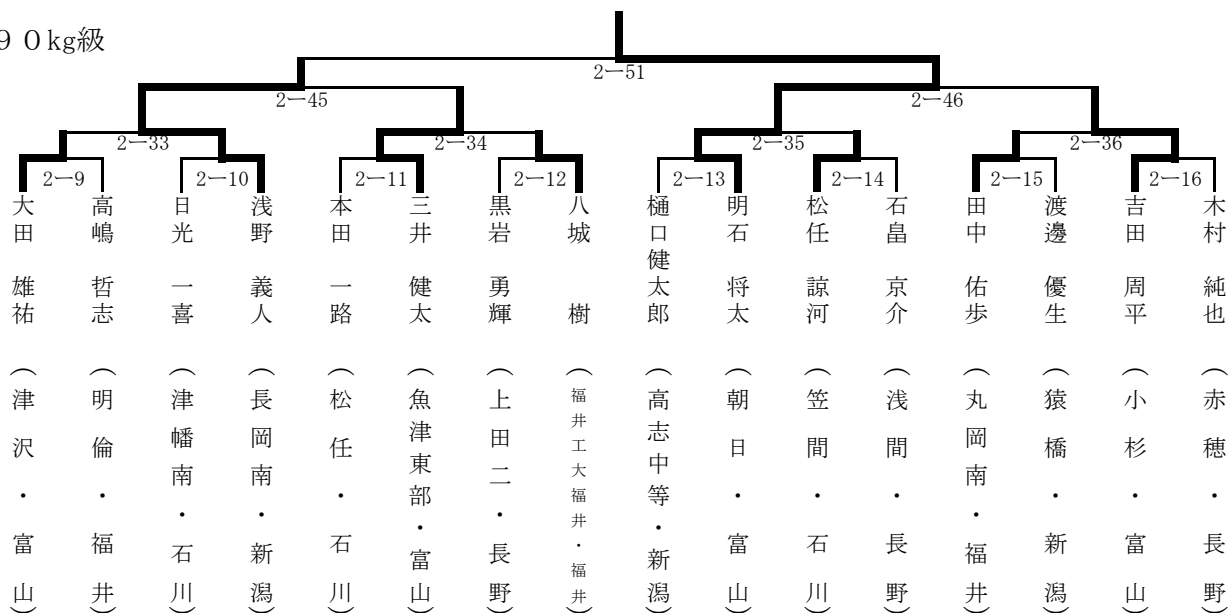 ９０kg級
2－51
2－45
2－46
2－33
2－34
2－35
2－36
2－9
2－10
2－11
2－12
2－13
2－14
2－15
2－16
大田　雄祐（津沢・富山）
高嶋　哲志（明倫・福井）
日光　一喜（津幡南・石川）
浅野　義人（長岡南・新潟）
本田　一路（松任・石川）
三井　健太（魚津東部・富山）
黒岩　勇輝（上田二・長野）
八城　樹（福井工大福井・福井）
樋口健太郎（高志中等・新潟）
明石　将太（朝日・富山）
松任　諒河（笠間・石川）
石畠　京介（浅間・長野）
田中　佑歩（丸岡南・福井）
渡邊　優生（猿橋・新潟）
吉田　周平（小杉・富山）
木村　純也（赤穂・長野）